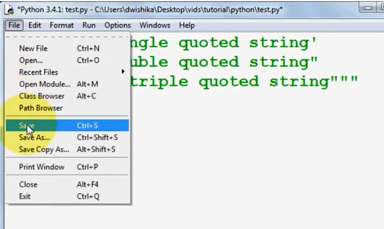 *Python 3.4.1: test.py - C:\Users\dwishika\Desktop\vids\tutorial\python\test.py*
File Edit Format Run Options Windows Help
New File Ctrl+N
Open... Ctrl+O
Recent Files
Open Module... Alt+M
Class Browser Alt+C
Path Browser
Save Ctrl+S
Save As... Ctrl+Shift+S
Save Copy As... Alt+Shift+S
Print Window Ctrl+P
Close Alt+F4
Exit Ctrl+Q
ngle quoted string'
uble quoted string"
triple quoted string"""